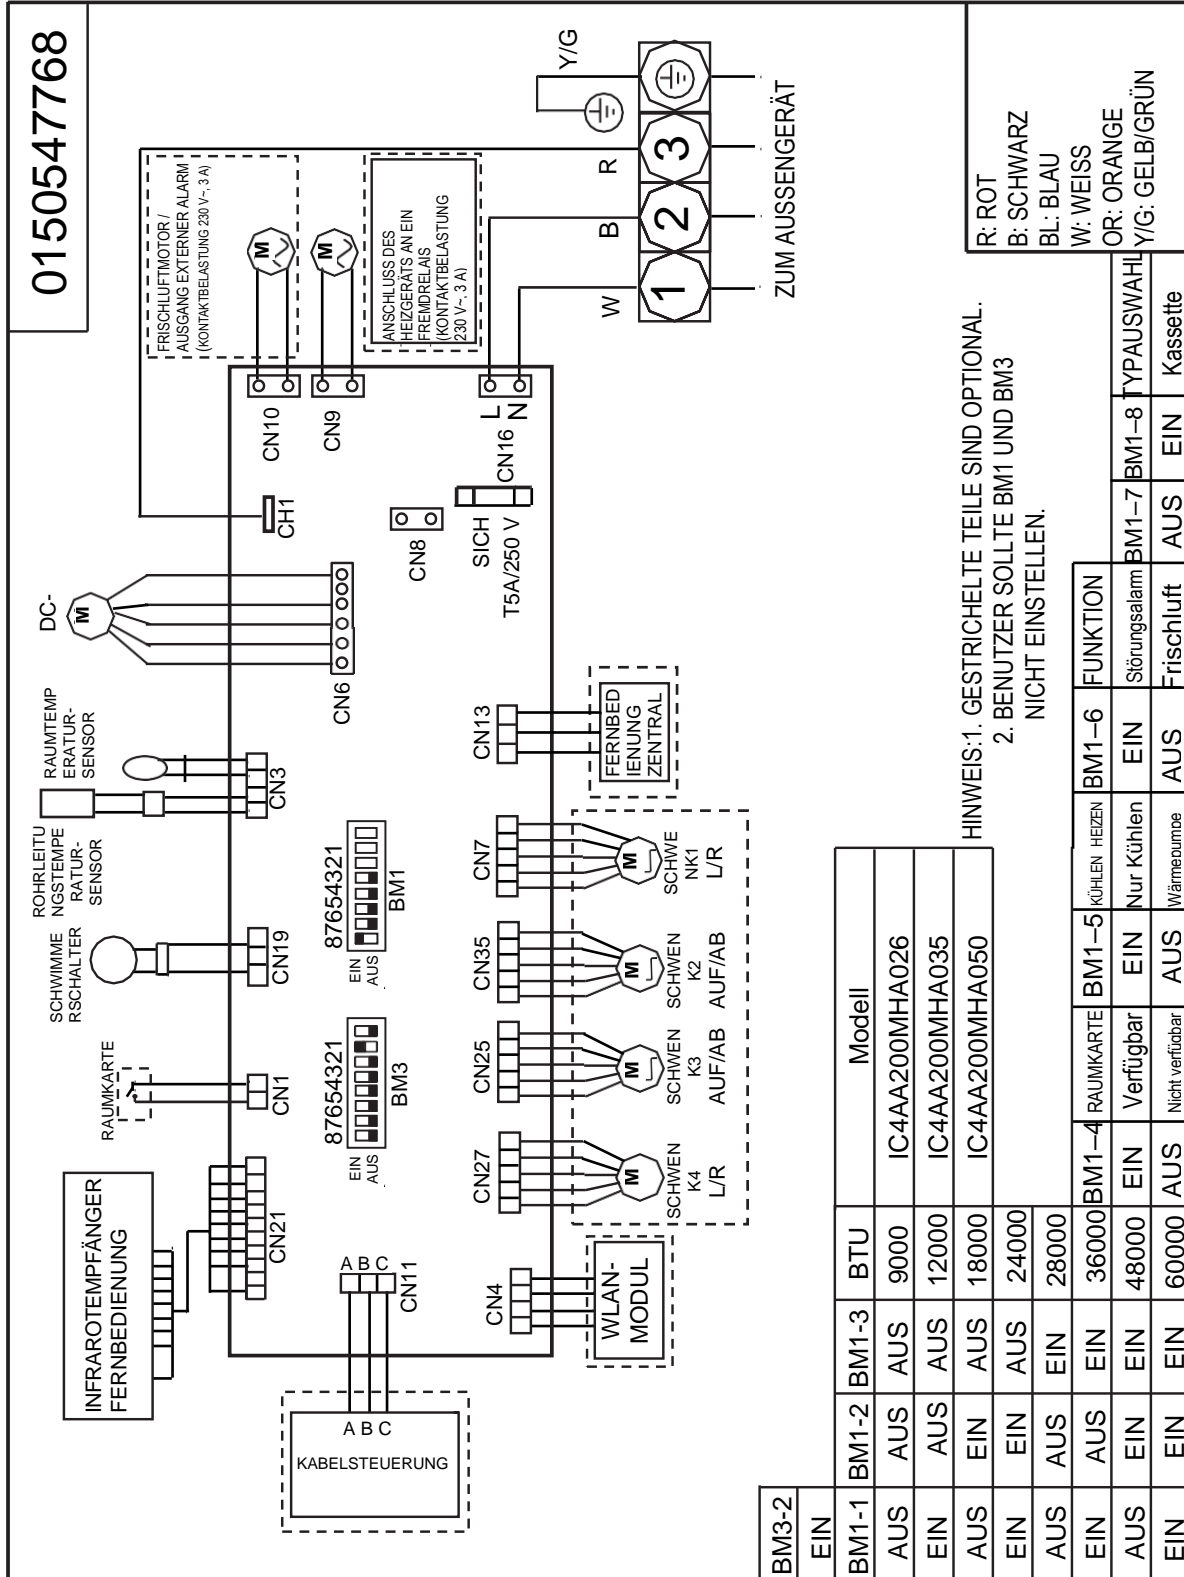 0150547768
INFRAROTEMPFÄNGER
FERNBEDIENUNG
RAUMKARTE
SCHWIMME
RSCHALTER
ROHRLEITU
NGSTEMPE
RATUR-
SENSOR
RAUMTEMP
ERATUR-
SENSOR
DC-
M
FRISCHLUFTMOTOR /
AUSGANG EXTERNER ALARM
(KONTAKTBELASTUNG 230 V~, 3 A)
M
M
ANSCHLUSS DES
HEIZGERÄTS AN EIN
FREMDRELAIS
(KONTAKTBELASTUNG
230 V~, 3 A)
CN21
CN1
CN19
CN3
CN6
CH1
CN10
CN9
KABELSTEUERUNG
A B C
A B C
CN11
EIN
AUS
87654321
BM3
EIN
AUS
87654321
BM1
CN8
SICH
T5A/250 V
CN16
L
N
CN4
CN27
CN25
CN35
CN7
CN13
WLAN-
MODUL
M
SCHWEN
K4
L/R
M
SCHWEN
K3
AUF/AB
M
SCHWEN
K2
AUF/AB
M
SCHWE
NK1
L/R
FERNBED
IENUNG
ZENTRAL
W
B
R
Y/G
1
2
3
ZUM AUSSENGERÄT
HINWEIS:1. GESTRICHELTE TEILE SIND OPTIONAL.
2. BENUTZER SOLLTE BM1 UND BM3
NICHT EINSTELLEN.
R: ROT
B: SCHWARZ
BL: BLAU
W: WEISS
OR: ORANGE
Y/G: GELB/GRÜN
BM3-2
EIN
BM1-1 BM1-2 BM1-3 BTU Modell
AUS AUS AUS 9000 IC4AA200MHA026
EIN AUS AUS 12000 IC4AA200MHA035
AUS EIN AUS 18000 IC4AA200MHA050
EIN EIN AUS 24000
AUS AUS EIN 28000
EIN AUS EIN 36000 BM1–4 RAUMKARTE BM1–5 KÜHLEN HEIZEN BM1–6 FUNKTION
AUS EIN EIN 48000 EIN Verfügbar EIN Nur Kühlen EIN Störungsalarm BM1–7 BM1–8 TYPAUSWAHL
EIN EIN EIN 60000 AUS Nicht verfügbar AUS Wärmepumpe AUS Frischluft AUS EIN Kassette